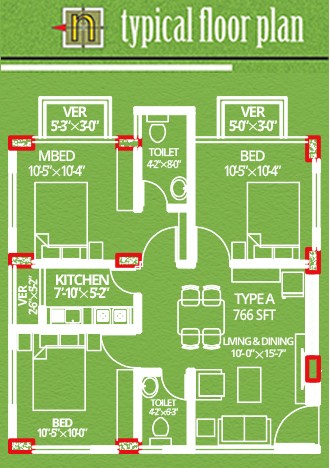 n typical floor plan
VER
5'-3"×3'-0"
VER
5'-0"×3'-0"
TOILET
4'-2"×8'-0"
MBED
10'-5"×10'-4"
BED
10'-5"×10'-4"
VER
2'-6"×5'-2"
KITCHEN
7'-10"×5'-2"
TYPE A
766 SFT
LIVING & DINING
10'-0"×15'-7"
TOILET
4'-2"×6'-3"
BED
10'-5"×10'-0"